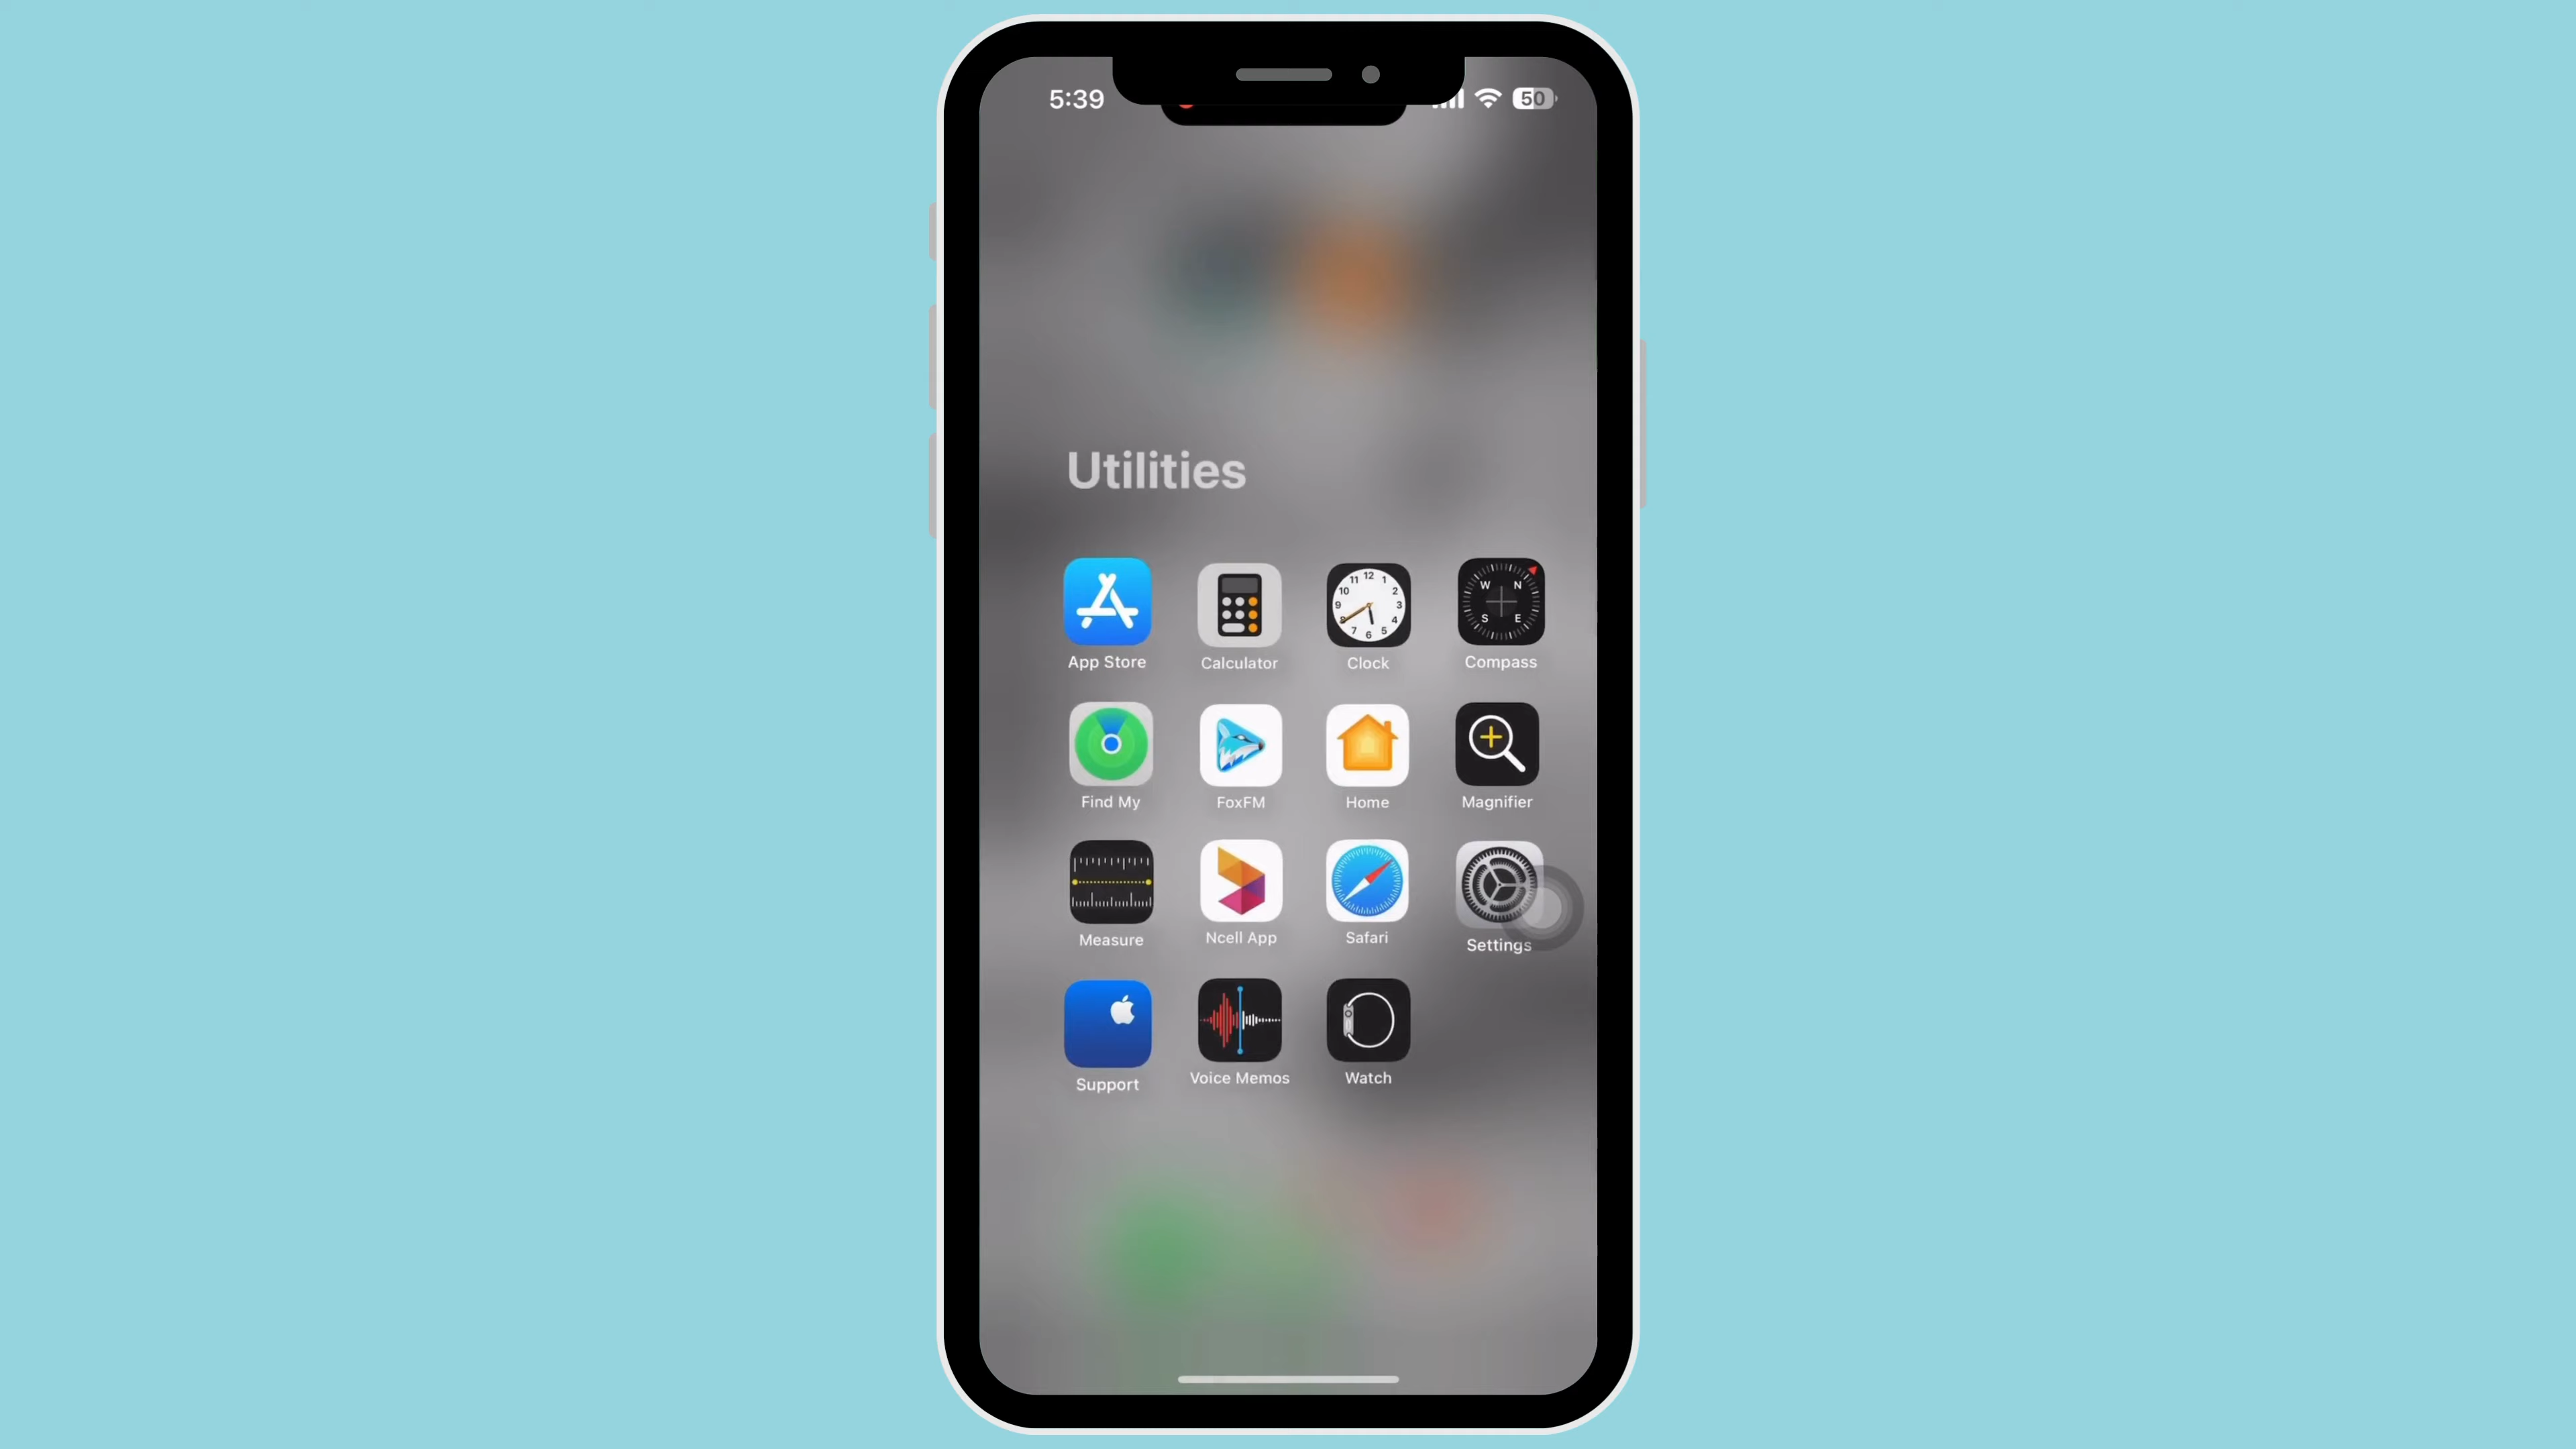 5:39
50
Utilities
App Store
Calculator
Clock
Compass
Find My
FoxFM
Home
Magnifier
Measure
Ncell App
Safari
Settings
Support
Voice Memos
Watch